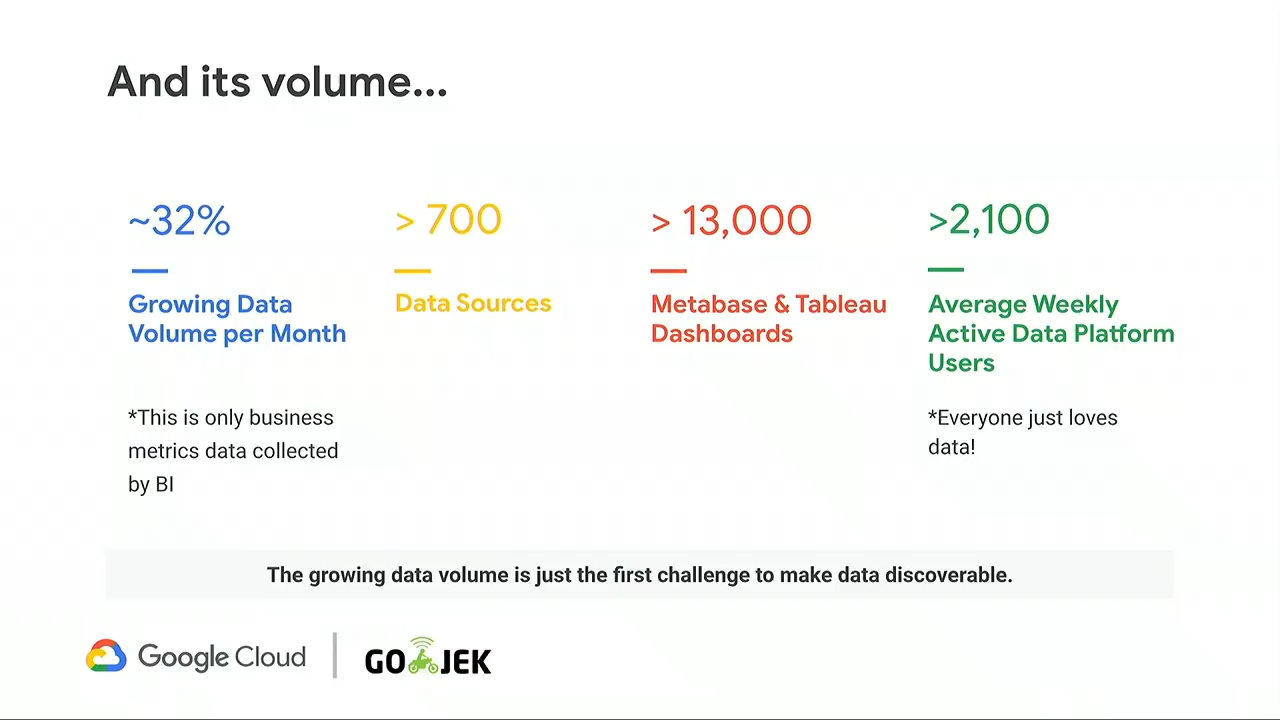 And its volume...
~32%
Growing Data
Volume per Month
*This is only business
metrics data collected
by BI
> 700
Data Sources
> 13,000
Metabase & Tableau
Dashboards
>2,100
Average Weekly
Active Data Platform
Users
*Everyone just loves
data!
The growing data volume is just the first challenge to make data discoverable.
Google Cloud
GO JEK